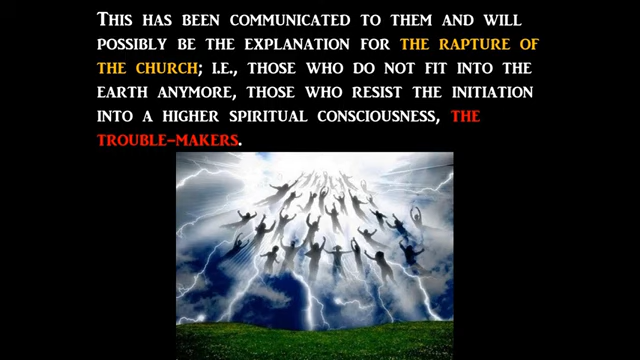 This has been communicated to them and will
possibly be the explanation for the rapture of
the church; i.e., those who do not fit into the
earth anymore, those who resist the initiation
into a higher spiritual consciousness, the
trouble-makers.